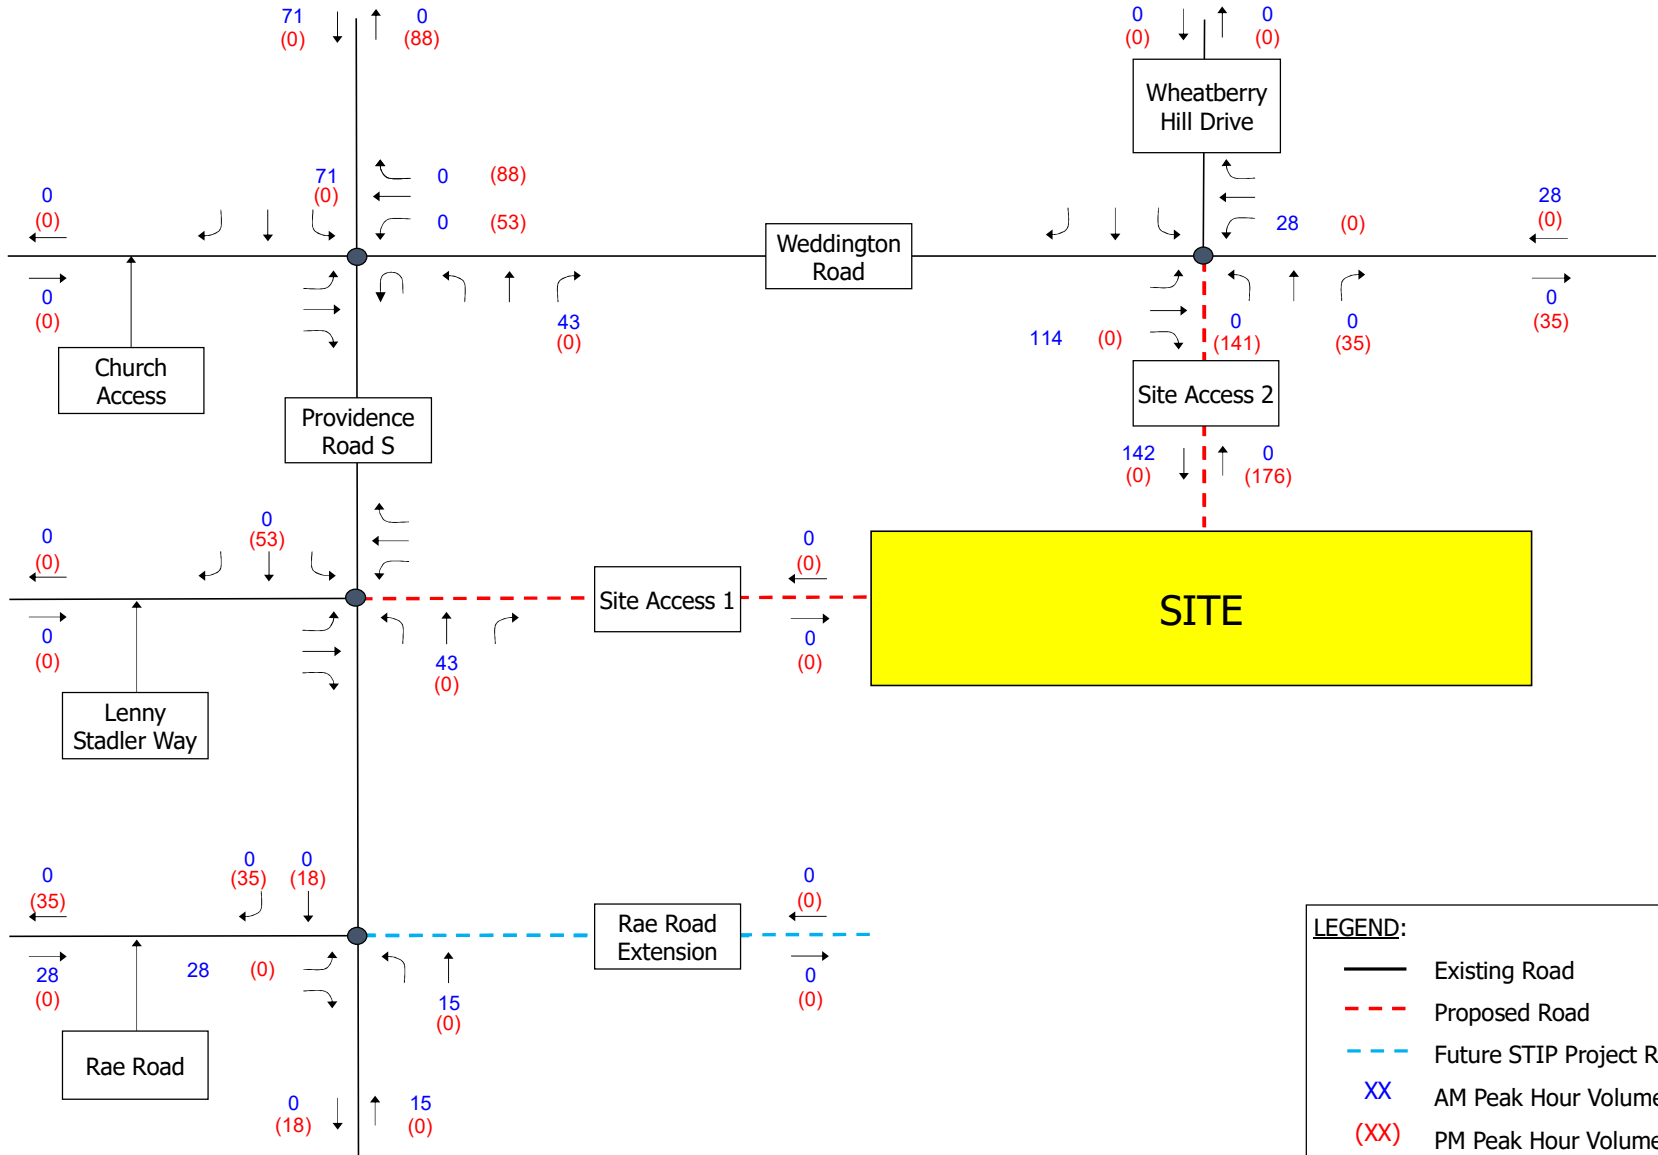 71 0 0 0
(0) (88) (0) (0)
Wheatberry
Hill Drive
71 0 (88)
(0)
0 (53)
0
(0)
28
(0)
28 (0)
Weddington
Road
0
(0)
43
(0)
114 (0)
0 0
(141) (35)
0
(35)
Church
Access
Site Access 2
Providence
Road S
142 0
(0) (176)
0
(53)
0
(0)
0
(0)
Site Access 1
SITE
0
(0)
43
(0)
0
(0)
Lenny
Stadler Way
0 0
(35) (18)
0
(35)
0
(0)
Rae Road
Extension
28
(0)
28 (0)
15
(0)
0
(0)
Rae Road
0 15
(18) (0)
LEGEND:
Existing Road
Proposed Road
Future STIP Project R
XX AM Peak Hour Volume
(XX) PM Peak Hour Volume